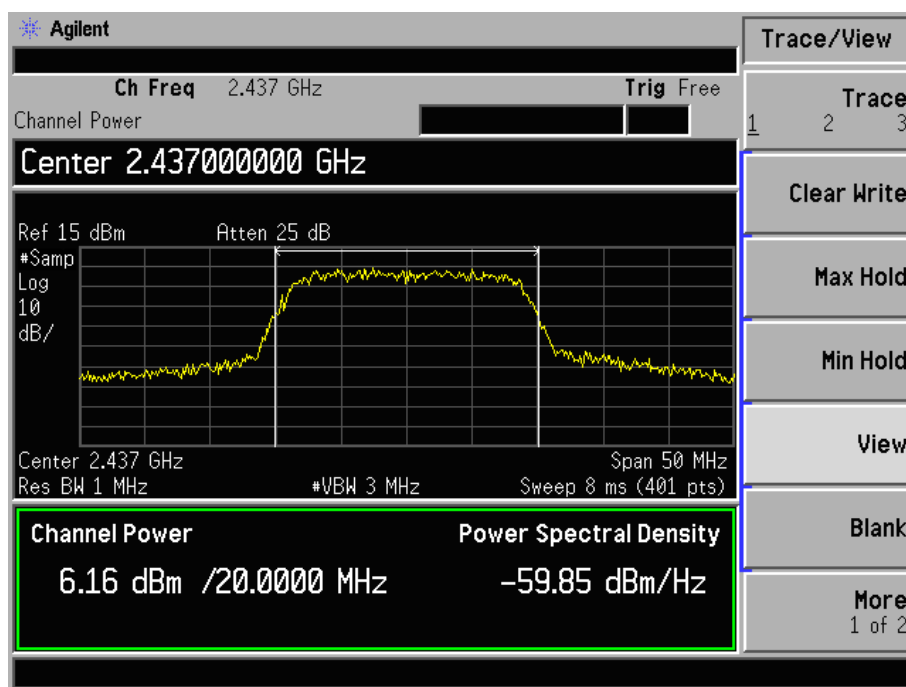 Agilent
Trace/View
Ch Freq 2.437 GHz Trig Free
Channel Power
Trace
1 2 3
Center 2.437000000 GHz
Clear Write
Ref 15 dBm Atten 25 dB
#Samp
Log
10
dB/
Max Hold
Min Hold
View
Center 2.437 GHz Span 50 MHz
Res BW 1 MHz #VBW 3 MHz Sweep 8 ms (401 pts)
Channel Power Power Spectral Density
6.16 dBm /20.0000 MHz -59.85 dBm/Hz
Blank
More
1 of 2